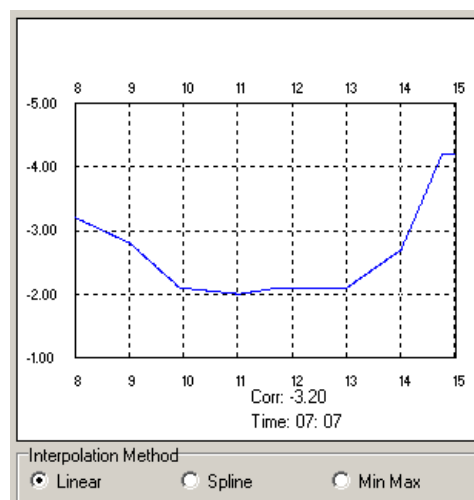 8 9 10 11 12 13 14 15
-5.00
-4.00
-3.00
-2.00
-1.00
8 9 10 11 12 13 14 15
Corr: -3.20
Time: 07: 07
Interpolation Method
Linear Spline Min Max